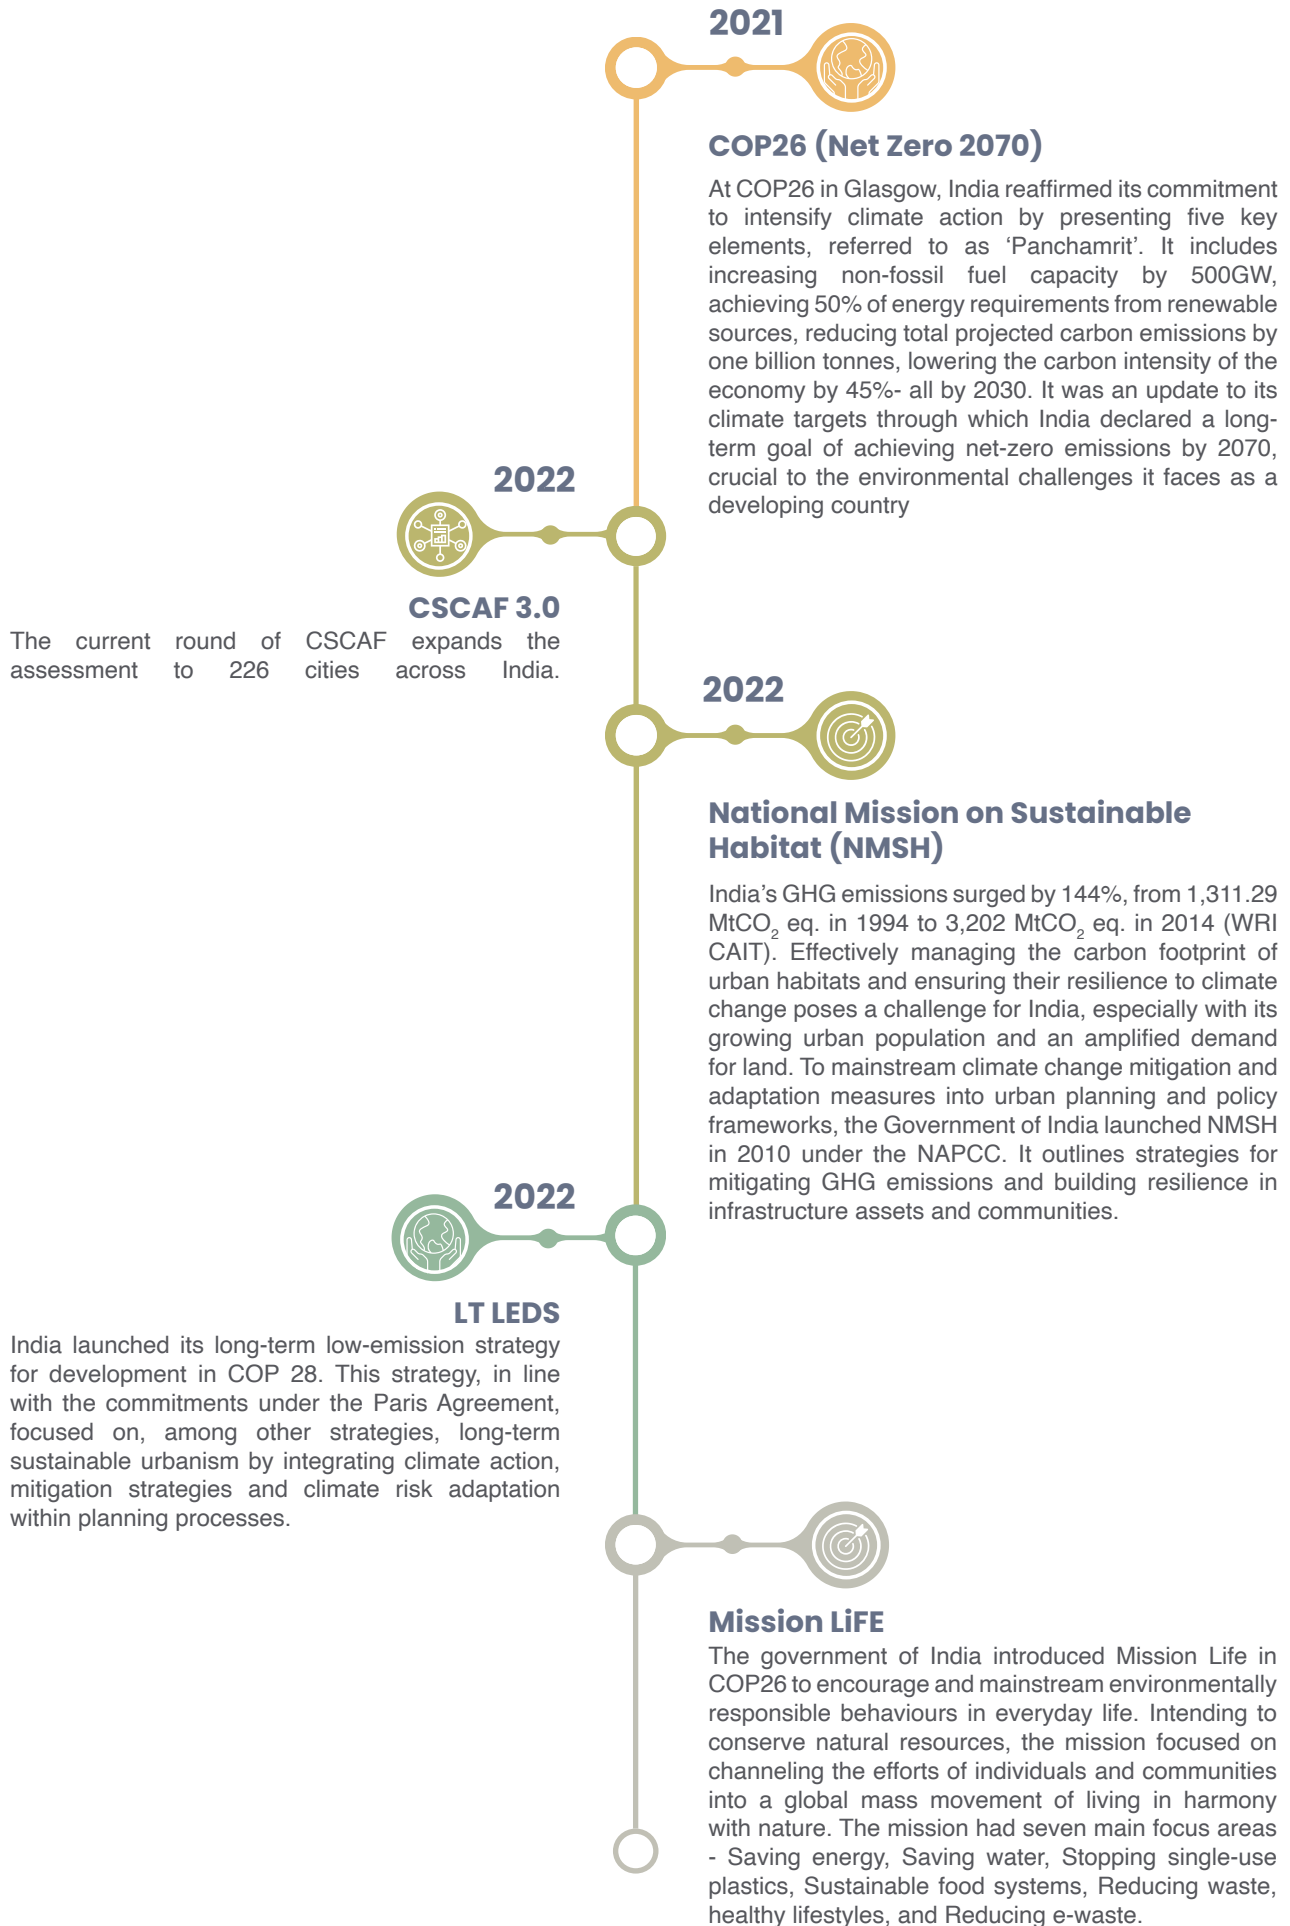 2021
COP26 (Net Zero 2070)
At COP26 in Glasgow, India reaffirmed its commitment
to intensify climate action by presenting five key
elements, referred to as ‘Panchamrit’. It includes
increasing non-fossil fuel capacity by 500GW,
achieving 50% of energy requirements from renewable
sources, reducing total projected carbon emissions by
one billion tonnes, lowering the carbon intensity of the
economy by 45%- all by 2030. It was an update to its
climate targets through which India declared a long-
term goal of achieving net-zero emissions by 2070,
crucial to the environmental challenges it faces as a
developing country
2022
CSCAF 3.0
The current round of CSCAF expands the
assessment to 226 cities across India.
2022
National Mission on Sustainable
Habitat (NMSH)
India’s GHG emissions surged by 144%, from 1,311.29
MtCO₂ eq. in 1994 to 3,202 MtCO₂ eq. in 2014 (WRI
CAIT). Effectively managing the carbon footprint of
urban habitats and ensuring their resilience to climate
change poses a challenge for India, especially with its
growing urban population and an amplified demand
for land. To mainstream climate change mitigation and
adaptation measures into urban planning and policy
frameworks, the Government of India launched NMSH
in 2010 under the NAPCC. It outlines strategies for
mitigating GHG emissions and building resilience in
infrastructure assets and communities.
2022
LT LEDS
India launched its long-term low-emission strategy
for development in COP 28. This strategy, in line
with the commitments under the Paris Agreement,
focused on, among other strategies, long-term
sustainable urbanism by integrating climate action,
mitigation strategies and climate risk adaptation
within planning processes.
Mission LiFE
The government of India introduced Mission Life in
COP26 to encourage and mainstream environmentally
responsible behaviours in everyday life. Intending to
conserve natural resources, the mission focused on
channeling the efforts of individuals and communities
into a global mass movement of living in harmony
with nature. The mission had seven main focus areas
- Saving energy, Saving water, Stopping single-use
plastics, Sustainable food systems, Reducing waste,
healthy lifestyles, and Reducing e-waste.